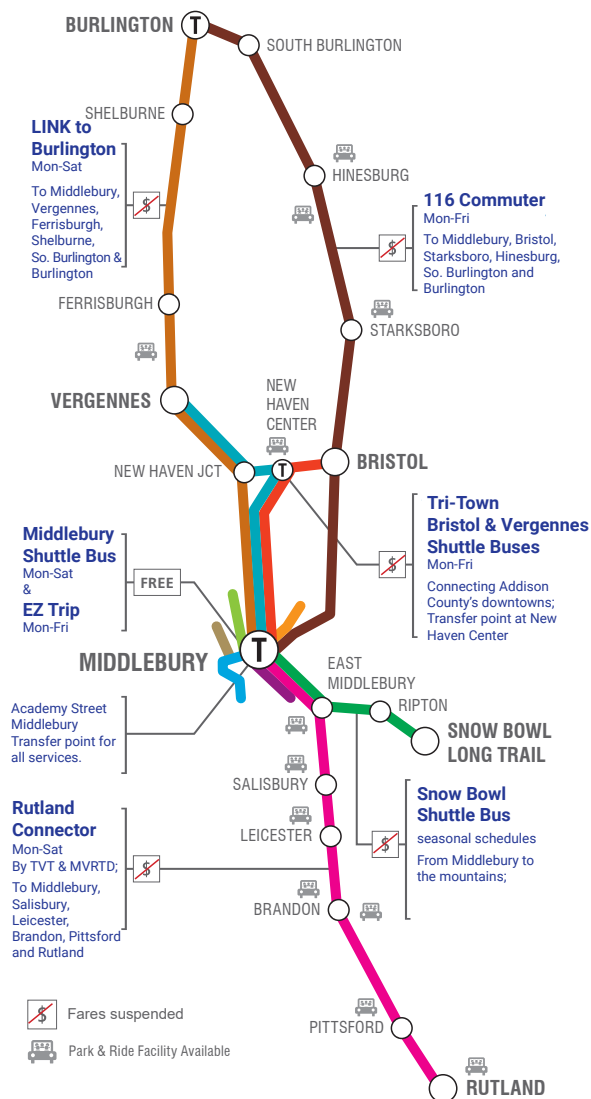 BURLINGTON
T
SOUTH BURLINGTON
SHELBURNE
LINK to
Burlington
Mon-Sat
To Middlebury,
Vergennes,
Ferrisburgh,
Shelburne,
So. Burlington &
Burlington
$
HINESBURG
116 Commuter
Mon-Fri
To Middlebury, Bristol,
Starksboro, Hinesburg,
So. Burlington and
Burlington
$
FERRISBURGH
STARKSBORO
VERGENNES
NEW
HAVEN
CENTER
NEW HAVEN JCT
T
BRISTOL
Tri-Town
Bristol & Vergennes
Shuttle Buses
Mon-Fri
Connecting Addison
County's downtowns;
Transfer point at New
Haven Center
$
Middlebury
Shuttle Bus
Mon-Sat
&
EZ Trip
Mon-Fri
FREE
MIDDLEBURY
T
EAST
MIDDLEBURY
RIPTON
SNOW BOWL
LONG TRAIL
Academy Street
Middlebury
Transfer point for
all services.
SALISBURY
Snow Bowl
Shuttle Bus
seasonal schedules
From Middlebury to
the mountains;
$
Rutland
Connector
Mon-Sat
By TVT & MVRTD;
To Middlebury,
Salisbury,
Leicester,
Brandon, Pittsford
and Rutland
$
LEICESTER
BRANDON
$ Fares suspended
Park & Ride Facility Available
PITTSFORD
RUTLAND